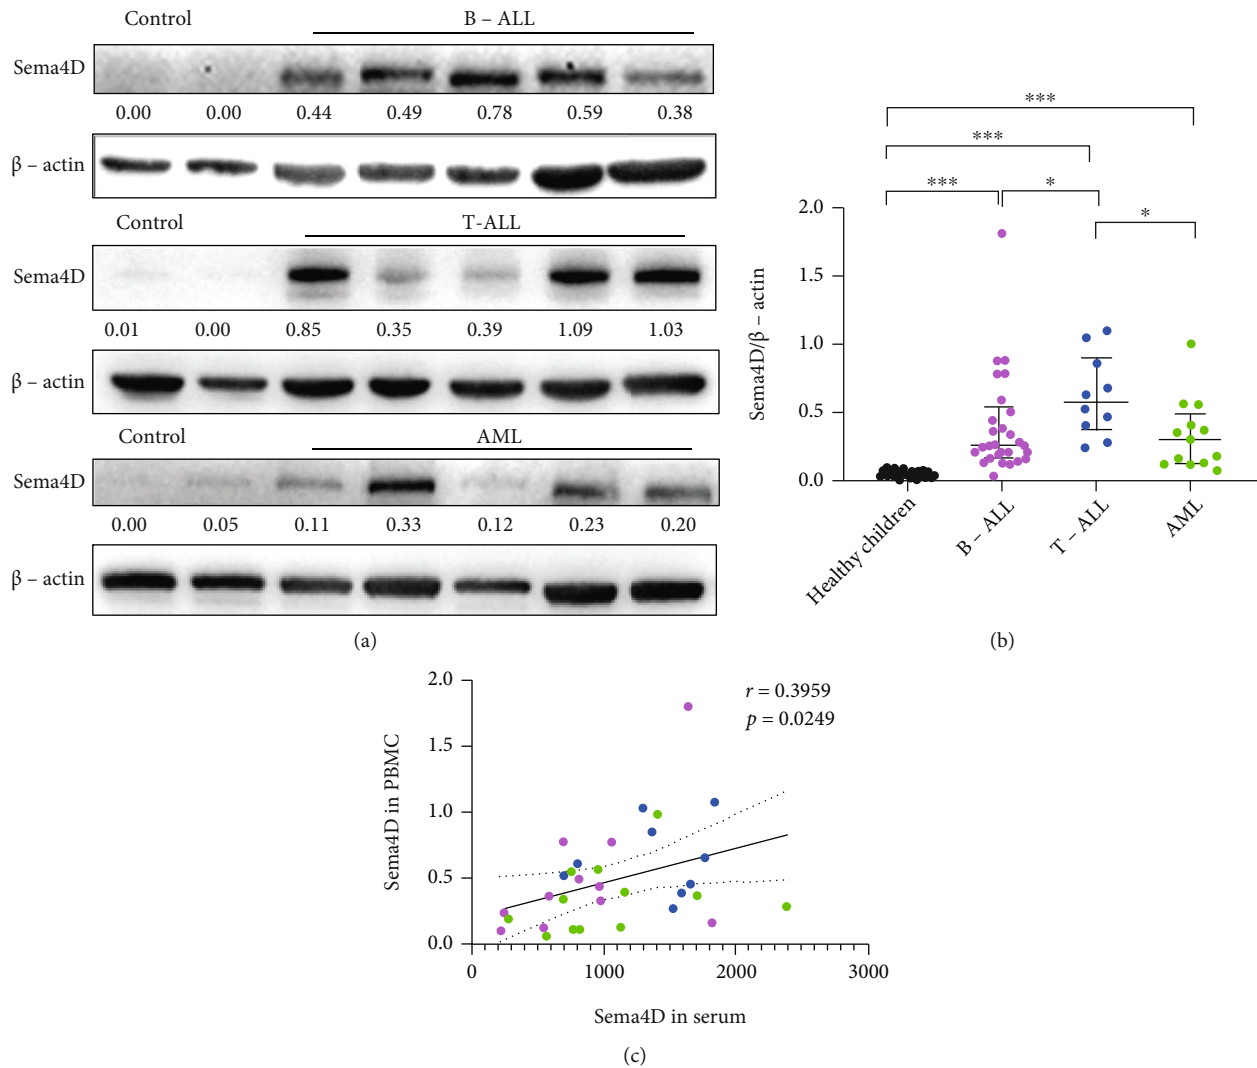 Control B – ALL
Sema4D
0.00 0.00 0.44 0.49 0.78 0.59 0.38
β – actin
Control T-ALL
Sema4D
0.01 0.00 0.85 0.35 0.39 1.09 1.03
β – actin
Control AML
Sema4D
0.00 0.05 0.11 0.33 0.12 0.23 0.20
β – actin
(a)
***
***
*** *
*
2.0
1.5
1.0
0.5
0.0
Sema4D/β – actin
Healthy children
B – ALL
T – ALL
AML
(b)
r = 0.3959
p = 0.0249
2.0
1.5
1.0
0.5
0.0
Sema4D in PBMC
0 1000 2000 3000
Sema4D in serum
(c)